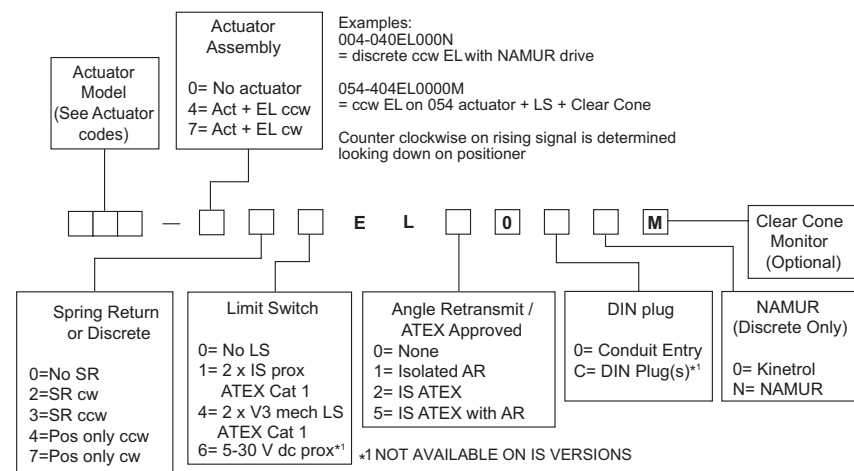 Actuator
Assembly
0= No actuator
4= Act + EL ccw
7= Act + EL cw
Examples:
004-040EL000N
= discrete ccw EL with NAMUR drive
054-404EL0000M
= ccw EL on 054 actuator + LS + Clear Cone
Counter clockwise on rising signal is determined
looking down on positioner
Actuator
Model
(See Actuator
codes)
— E L 0 M
Clear Cone
Monitor
(Optional)
Spring Return
or Discrete
0=No SR
2=SR cw
3=SR ccw
4=Pos only ccw
7=Pos only cw
Limit Switch
0= No LS
1= 2 x IS prox
ATEX Cat 1
4= 2 x V3 mech LS
ATEX Cat 1
6= 5-30 V dc prox*1
Angle Retransmit /
ATEX Approved
0= None
1= Isolated AR
2= IS ATEX
5= IS ATEX with AR
DIN plug
0= Conduit Entry
C= DIN Plug(s)*1
NAMUR
(Discrete Only)
0= Kinetrol
N= NAMUR
*1 NOT AVAILABLE ON IS VERSIONS